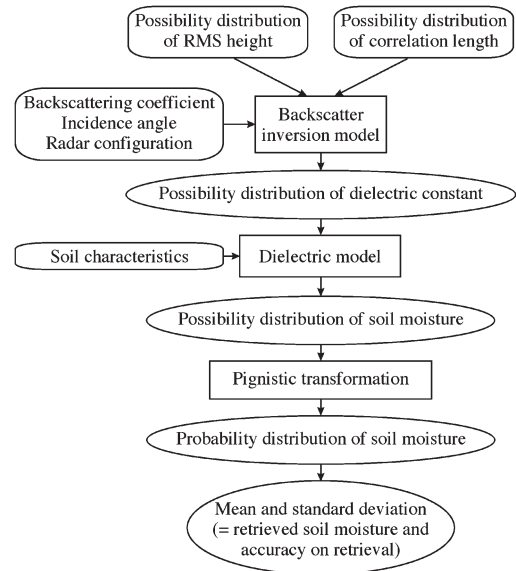 Possibility distribution
of RMS height
Possibility distribution
of correlation length
Backscattering coefficient
Incidence angle
Radar configuration
Backscatter
inversion model
Possibility distribution of dielectric constant
Soil characteristics
Dielectric model
Possibility distribution of soil moisture
Pignistic transformation
Probability distribution of soil moisture
Mean and standard deviation
(= retrieved soil moisture and
accuracy on retrieval)